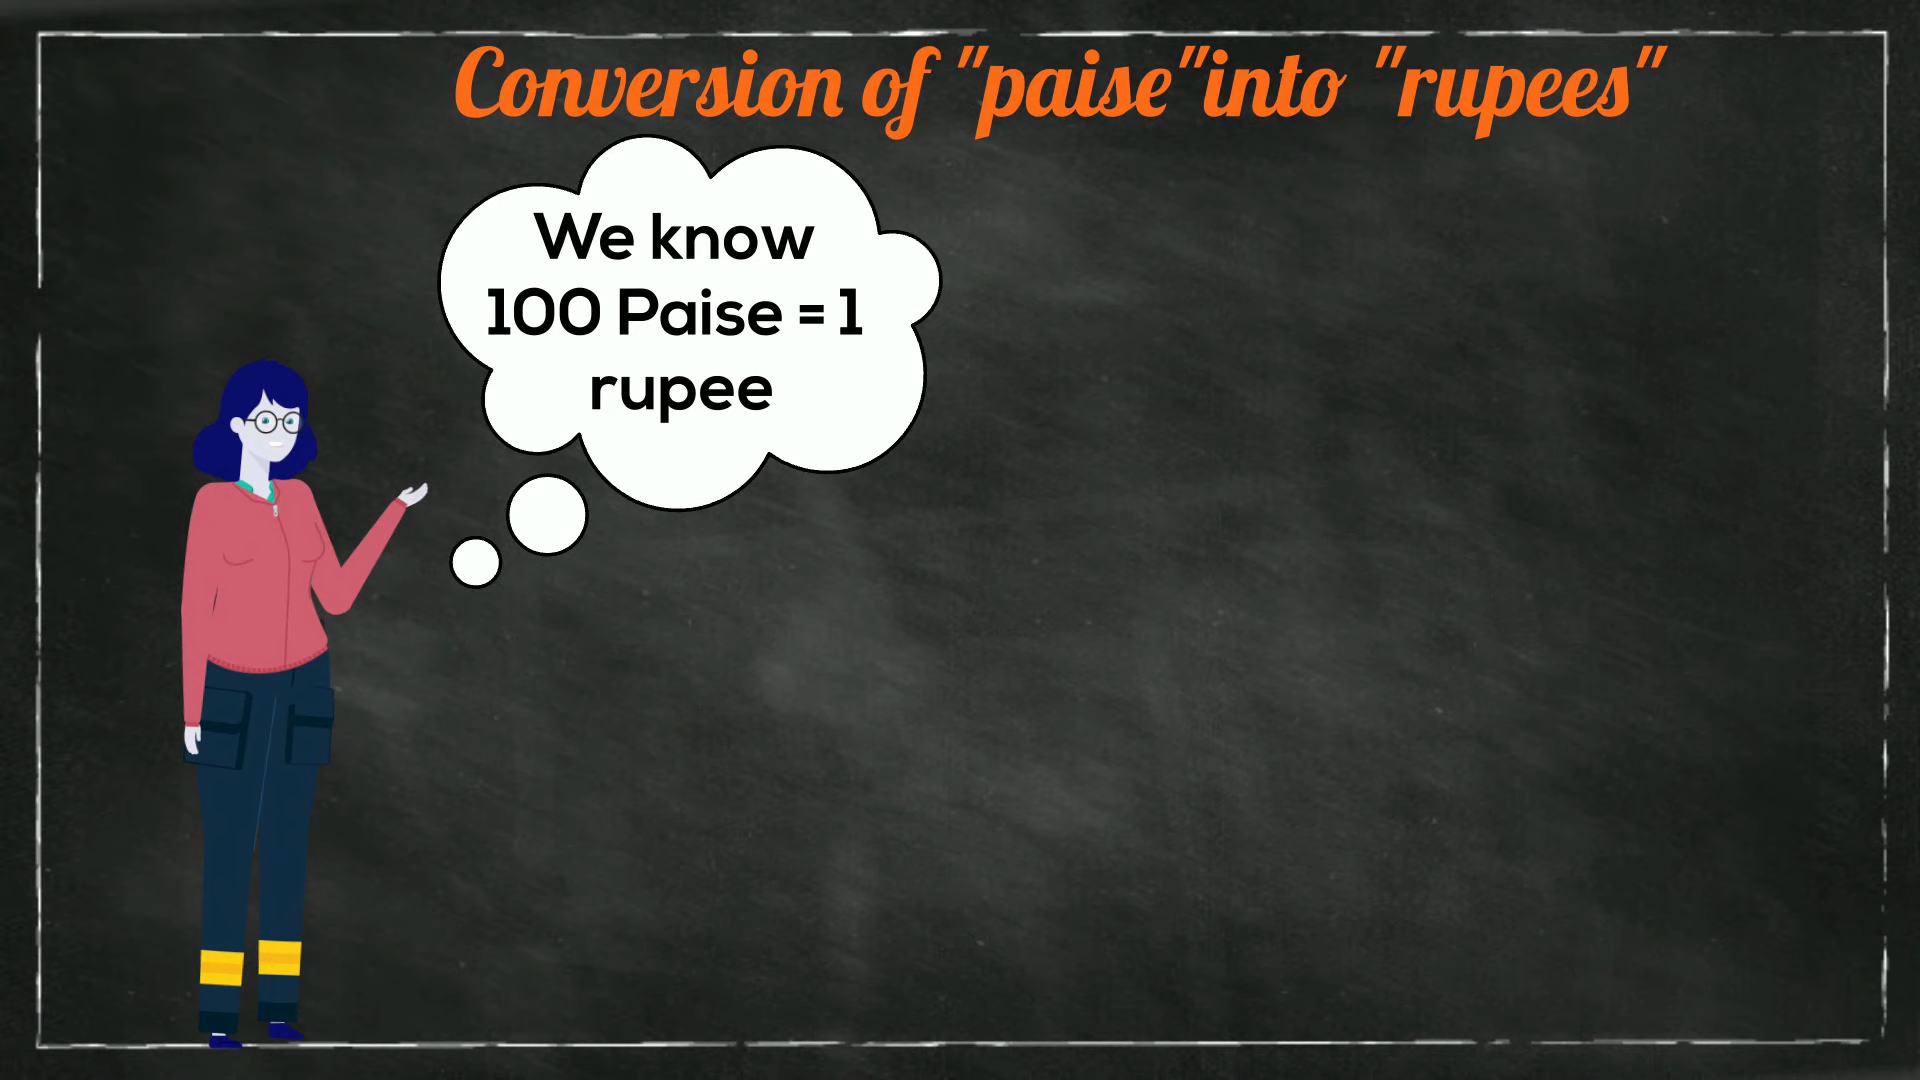 Conversion of "paise"into "rupees"
We know
100 Paise = 1
rupee